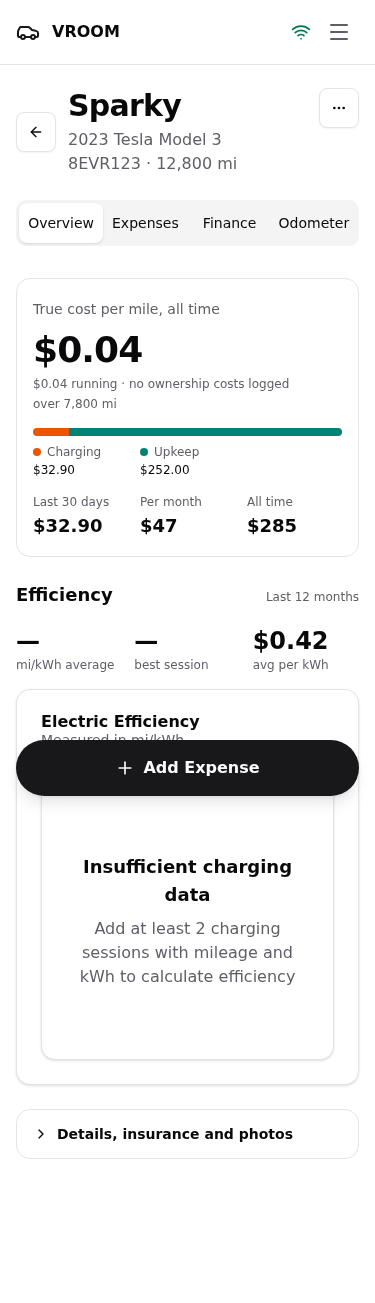 VROOM
Sparky
2023 Tesla Model 3
8EVR123 · 12,800 mi
Overview Expenses Finance Odometer
True cost per mile, all time
$0.04
$0.04 running · no ownership costs logged
over 7,800 mi
Charging Upkeep
$32.90 $252.00
Last 30 days Per month All time
$32.90 $47 $285
Efficiency Last 12 months
— — $0.42
mi/kWh average best session avg per kWh
Electric Efficiency
Measured in mi/kWh
Add Expense
Insufficient charging
data
Add at least 2 charging
sessions with mileage and
kWh to calculate efficiency
Details, insurance and photos